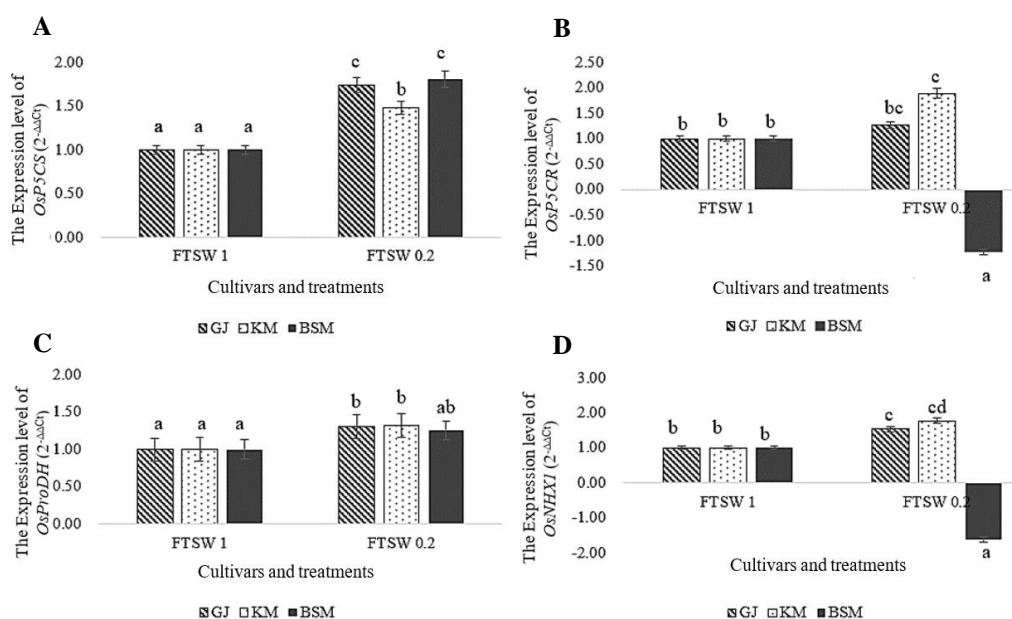 A
The Expression level of
OsP5CS (2-ΔΔCt)
2.00
1.50
1.00
0.50
0.00
a a a
c b c
FTSW 1 FTSW 0.2
Cultivars and treatments
GJ KM BSM
B
The Expression level of
OsP5CR (2-ΔΔCt)
2.50
2.00
1.50
1.00
0.50
0.00
-0.50
-1.00
-1.50
b b b
bc c a
FTSW 1 FTSW 0.2
Cultivars and treatments
GJ KM BSM
C
The Expression level of
OsProDH (2-ΔΔCt)
2.00
1.50
1.00
0.50
0.00
a a a
b b ab
FTSW 1 FTSW 0.2
Cultivars and treatments
GJ KM BSM
D
The Expression level of
OsNHX1 (2-ΔΔCt)
3.00
2.00
1.00
0.00
-1.00
-2.00
b b b
c cd a
FTSW 1 FTSW 0.2
Cultivars and treatments
GJ KM BSM